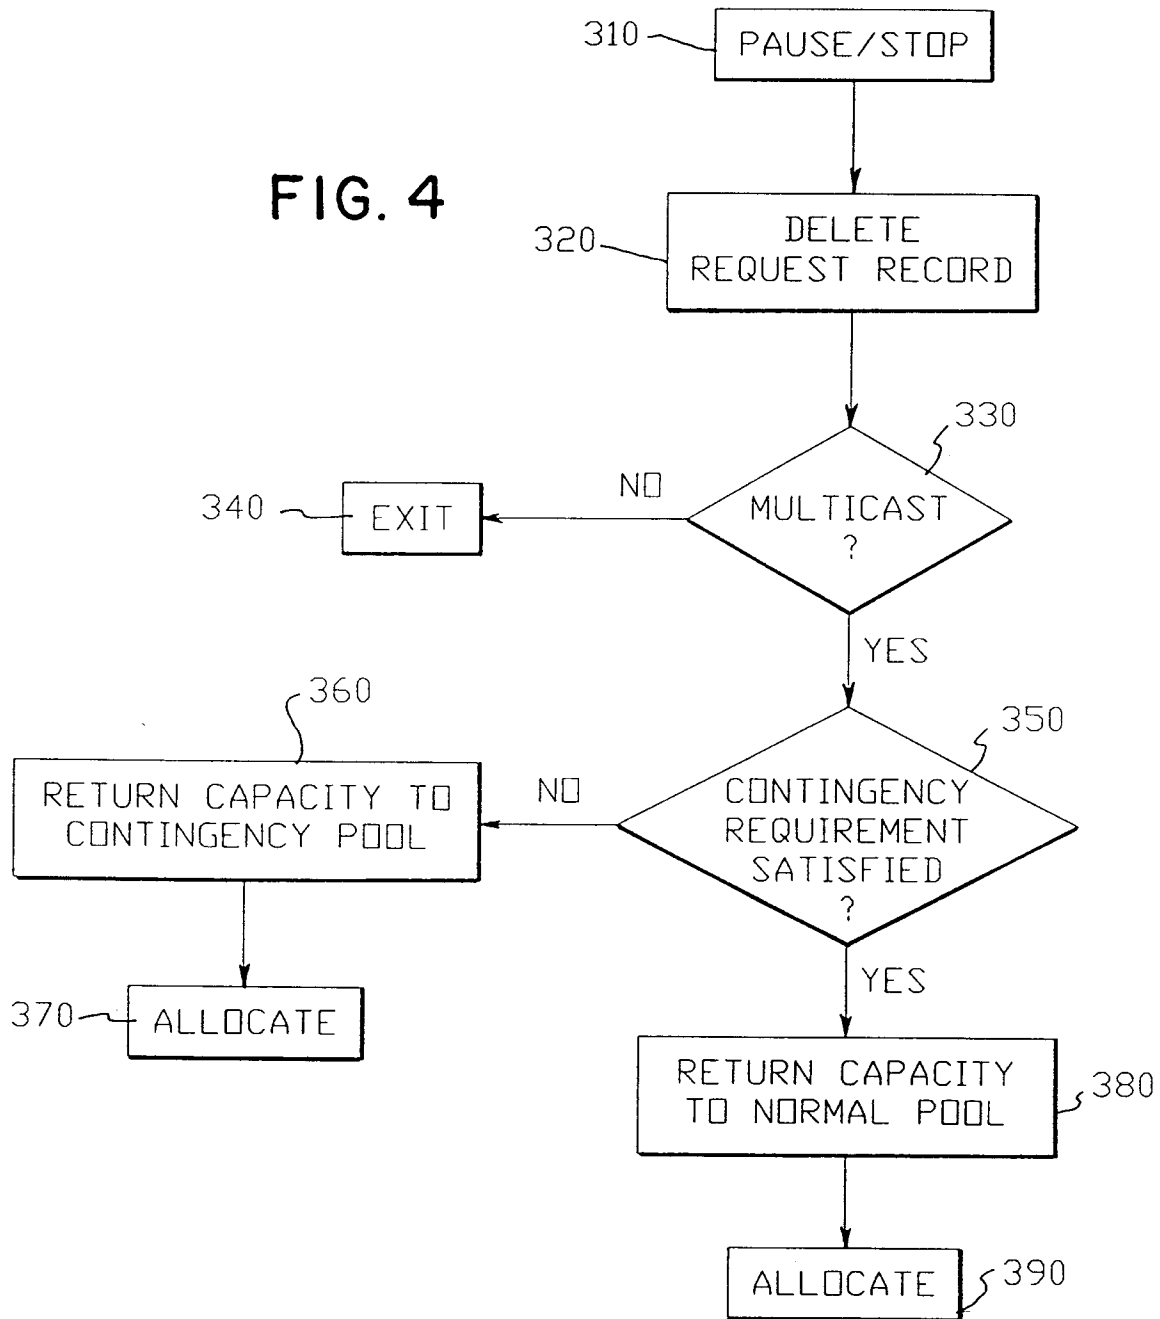 310
PAUSE/STOP
FIG. 4
320
DELETE
REQUEST RECORD
330
NO
340
EXIT
MULTICAST
?
YES
360
350
RETURN CAPACITY TO
CONTINGENCY POOL
NO
CONTINGENCY
REQUIREMENT
SATISFIED
?
YES
370
ALLOCATE
RETURN CAPACITY
TO NORMAL POOL
380
ALLOCATE
390